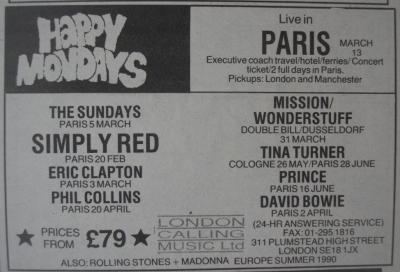 HAPPY
MONDAYS
Live in
PARIS MARCH
13
Executive coach travel/hotel/ferries/Concert
ticket/2 full days in Paris.
Pickups: London and Manchester
THE SUNDAYS
PARIS 5 MARCH
SIMPLY RED
PARIS 20 FEB
ERIC CLAPTON
PARIS 3 MARCH
PHIL COLLINS
PARIS 20 APRIL
MISSION/
WONDERSTUFF
DOUBLE BILL/DUSSELDORF
31 MARCH
TINA TURNER
COLOGNE 26 MAY/PARIS 28 JUNE
PRINCE
PARIS 16 JUNE
DAVID BOWIE
PARIS 2 APRIL
★ PRICES
FROM £79 ★
LONDON
CALLING
MUSIC Ltd
(24-HR ANSWERING SERVICE)
FAX: 01-295 1816
311 PLUMSTEAD HIGH STREET
LONDON SE18 1JX
ALSO: ROLLING STONES + MADONNA EUROPE SUMMER 1990